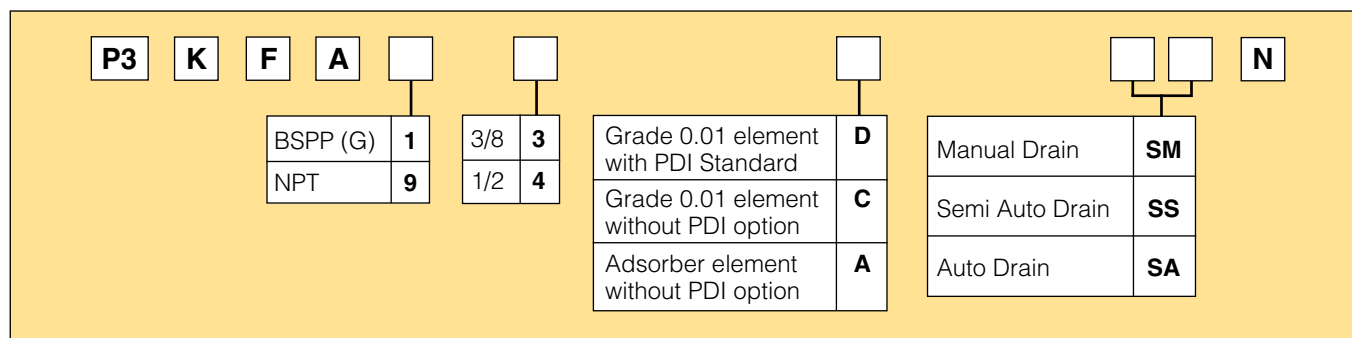 P3 K F A N
BSPP (G) 1
NPT 9
3/8 3
1/2 4
Grade 0.01 element
with PDI Standard D
Grade 0.01 element
without PDI option C
Adsorber element
without PDI option A
Manual Drain SM
Semi Auto Drain SS
Auto Drain SA